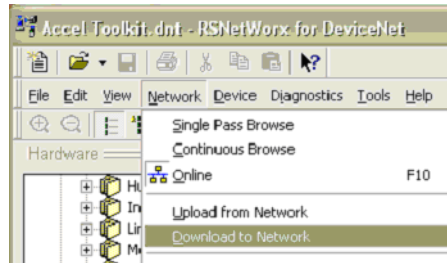 Accel Toolkit.dnt - RSNetWorx for DeviceNet
File Edit View Network Device Diagnostics Tools Help
Single Pass Browse
Continuous Browse
Online F10
Upload from Network
Download to Network
Hardware